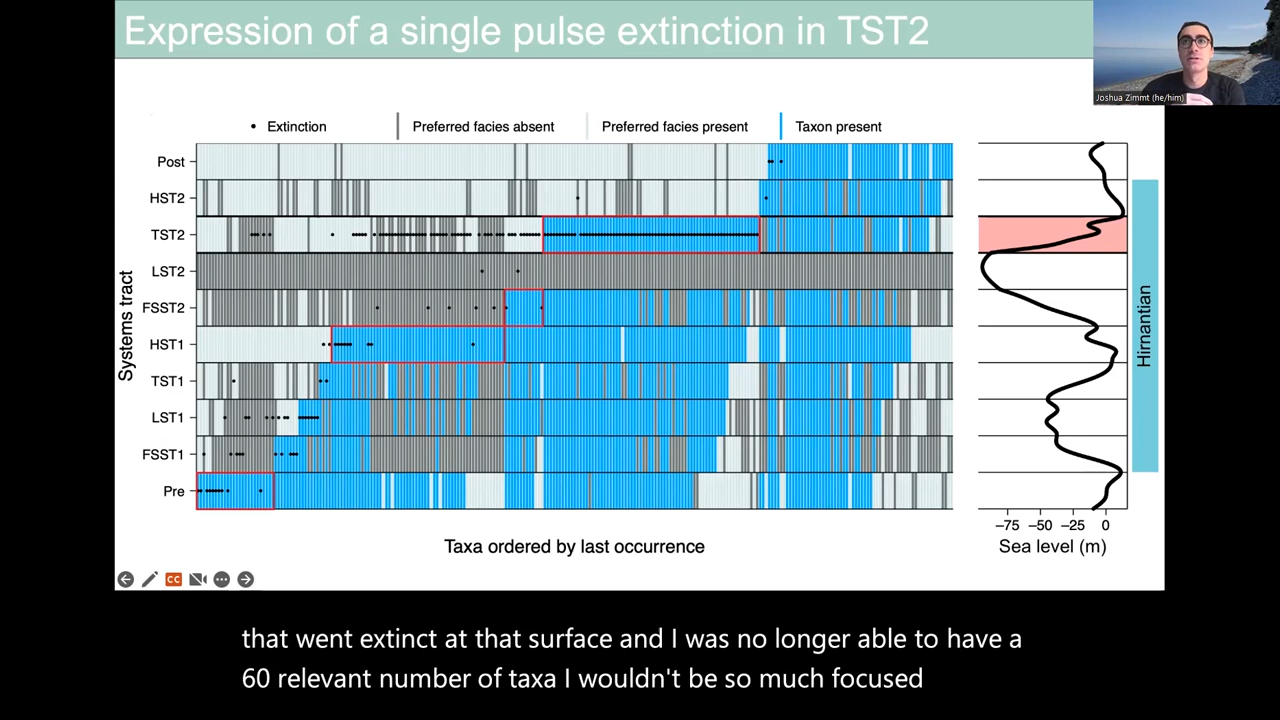 Expression of a single pulse extinction in TST2
Joshua Zimmt (he/him)
Extinction
Preferred facies absent
Preferred facies present
Taxon present
Systems tract
Post
HST2
TST2
LST2
FSST2
HST1
TST1
LST1
FSST1
Pre
Taxa ordered by last occurrence
Hirnantian
−75 −50 −25 0
Sea level (m)
CC
that went extinct at that surface and I was no longer able to have a
60 relevant number of taxa I wouldn't be so much focused